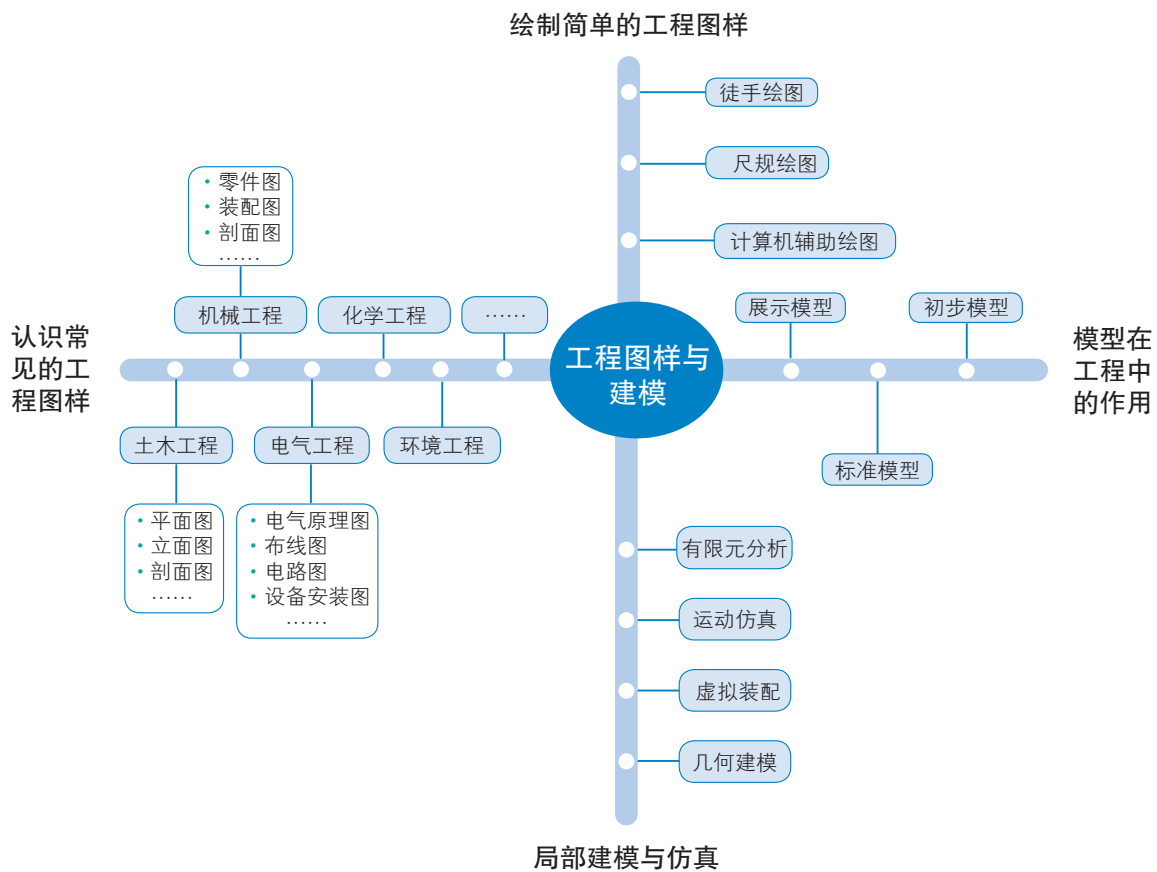 绘制简单的工程图样
徒手绘图
尺规绘图
计算机辅助绘图
• 零件图
• 装配图
• 剖面图
……
机械工程
化学工程
……
认识常
见的工
程图样
土木工程
电气工程
环境工程
• 平面图
• 立面图
• 剖面图
……
• 电气原理图
• 布线图
• 电路图
• 设备安装图
……
工程图样与
建模
展示模型
初步模型
标准模型
模型在
工程中
的作用
有限元分析
运动仿真
虚拟装配
几何建模
局部建模与仿真